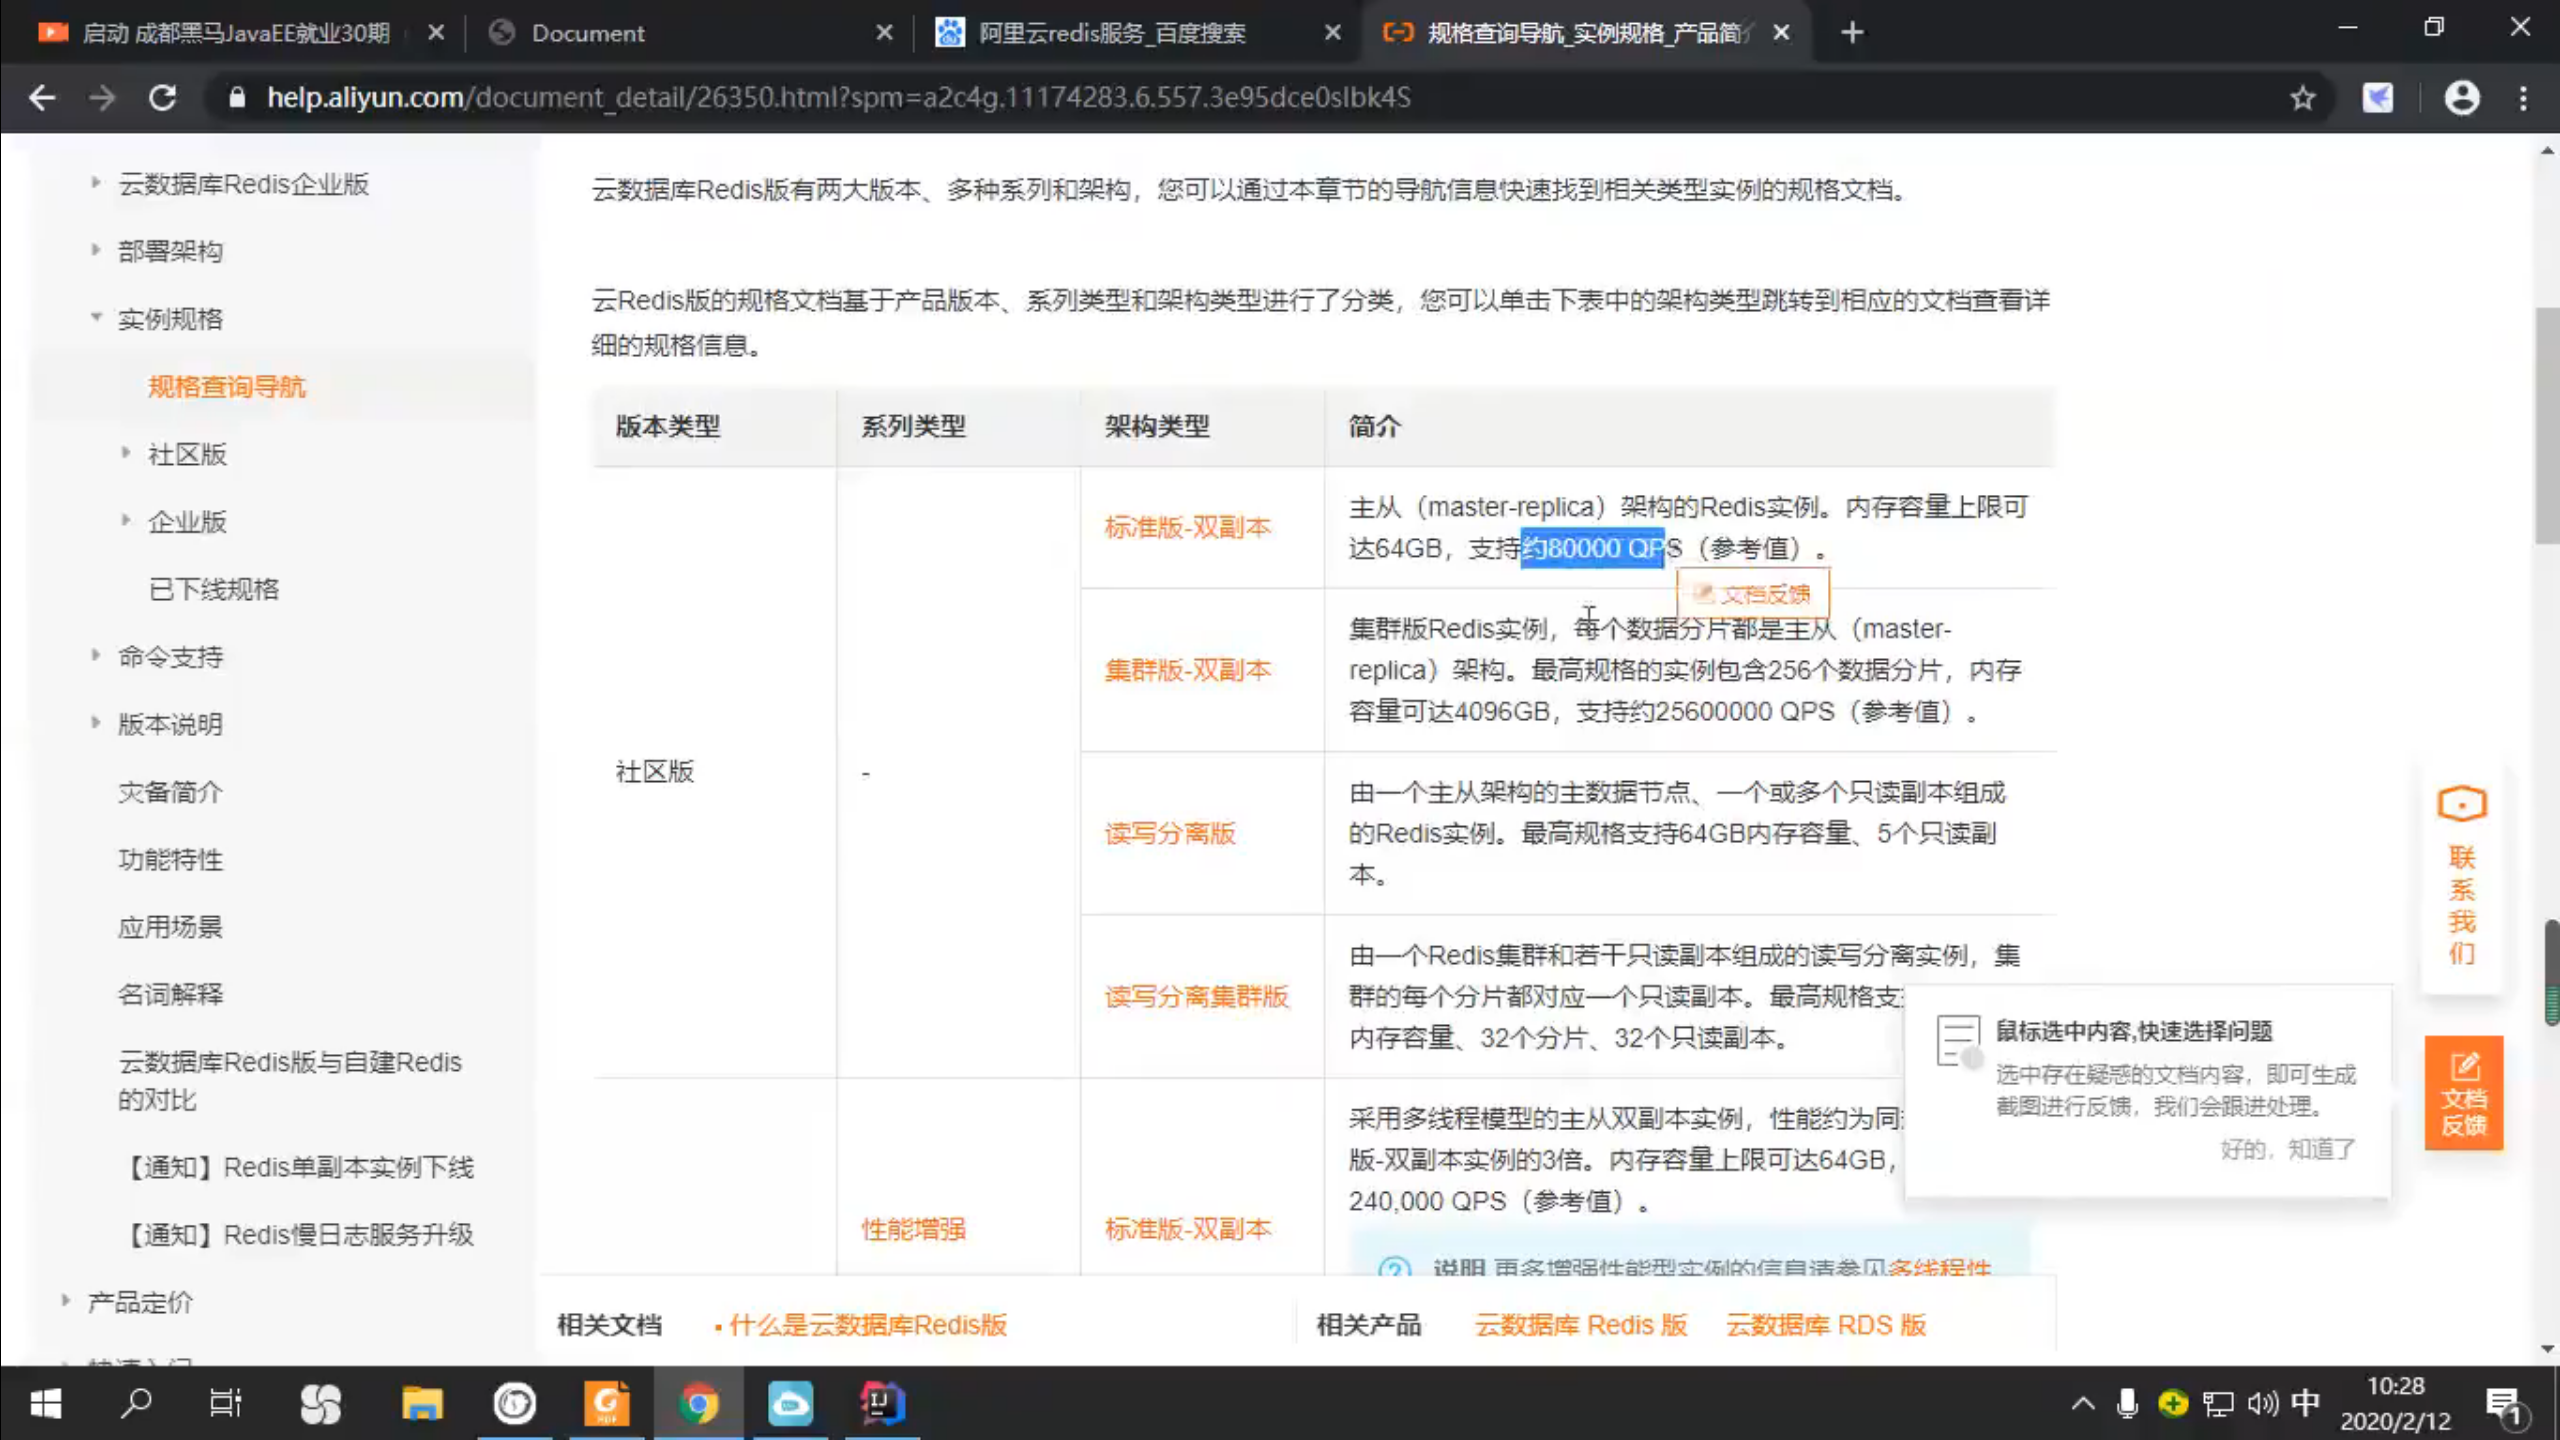 启动 成都黑马JavaEE就业30期
Document
阿里云redis服务_百度搜索
规格查询导航_实例规格_产品简
help.aliyun.com/document_detail/26350.html?spm=a2c4g.11174283.6.557.3e95dce0slbk4S
云数据库Redis企业版
部署架构
实例规格
规格查询导航
社区版
企业版
已下线规格
命令支持
版本说明
灾备简介
功能特性
应用场景
名词解释
云数据库Redis版与自建Redis
的对比
【通知】Redis单副本实例下线
【通知】Redis慢日志服务升级
产品定价
云数据库Redis版有两大版本、多种系列和架构，您可以通过本章节的导航信息快速找到相关类型实例的规格文档。
云Redis版的规格文档基于产品版本、系列类型和架构类型进行了分类，您可以单击下表中的架构类型跳转到相应的文档查看详
细的规格信息。
版本类型 系列类型 架构类型 简介
社区版
-
标准版-双副本
主从（master-replica）架构的Redis实例。内存容量上限可
达64GB，支持约80000 QPS（参考值）。
文档反馈
集群版-双副本
集群版Redis实例，每个数据分片都是主从（master-
replica）架构。最高规格的实例包含256个数据分片，内存
容量可达4096GB，支持约25600000 QPS（参考值）。
读写分离版
由一个主从架构的主数据节点、一个或多个只读副本组成
的Redis实例。最高规格支持64GB内存容量、5个只读副
本。
读写分离集群版
由一个Redis集群和若干只读副本组成的读写分离实例，集
群的每个分片都对应一个只读副本。最高规格支
内存容量、32个分片、32个只读副本。
性能增强
标准版-双副本
采用多线程模型的主从双副本实例，性能约为同
版-双副本实例的3倍。内存容量上限可达64GB，
240,000 QPS（参考值）。
说明 更多增强性能型实例的信息请参见多线程性
鼠标选中内容,快速选择问题
选中存在疑惑的文档内容，即可生成
截图进行反馈，我们会跟进处理。
好的，知道了
联
系
我
们
文档
反馈
相关文档
什么是云数据库Redis版
相关产品
云数据库 Redis 版
云数据库 RDS 版
中
10:28
2020/2/12
1